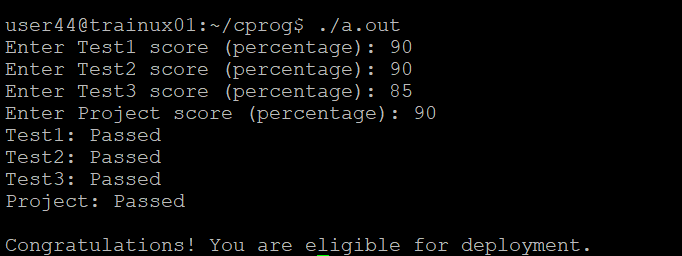 user44@trainux01:~/cprog$ ./a.out
Enter Test1 score (percentage): 90
Enter Test2 score (percentage): 90
Enter Test3 score (percentage): 85
Enter Project score (percentage): 90
Test1: Passed
Test2: Passed
Test3: Passed
Project: Passed
Congratulations! You are eligible for deployment.